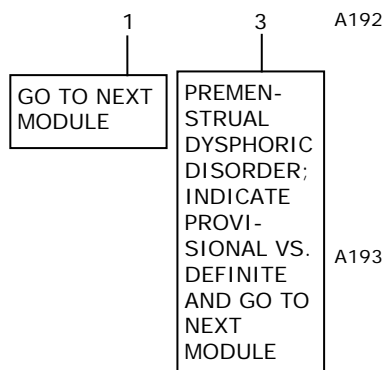 1 3 A192
GO TO NEXT
MODULE
PREMEN-
STRUAL
DYSPHORIC
DISORDER;
INDICATE
PROVI-
SIONAL VS.
DEFINITE
AND GO TO
NEXT
MODULE
A193